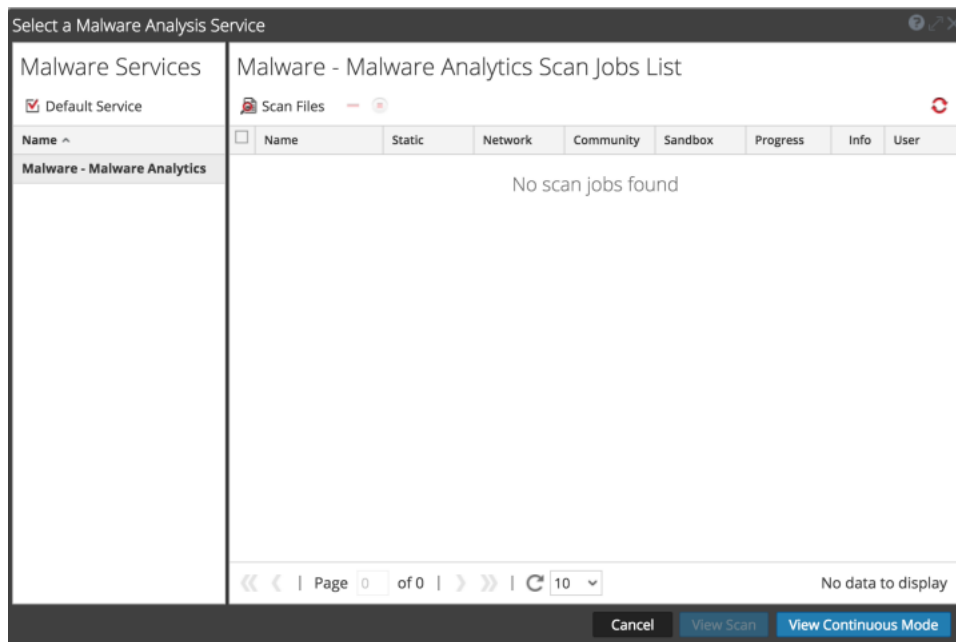 Select a Malware Analysis Service
Malware Services
Default Service
Name
Malware - Malware Analytics
Malware - Malware Analytics Scan Jobs List
Scan Files
Name Static Network Community Sandbox Progress Info User
No scan jobs found
| Page 0 of 0 | | 10 No data to display
Cancel View Scan View Continuous Mode